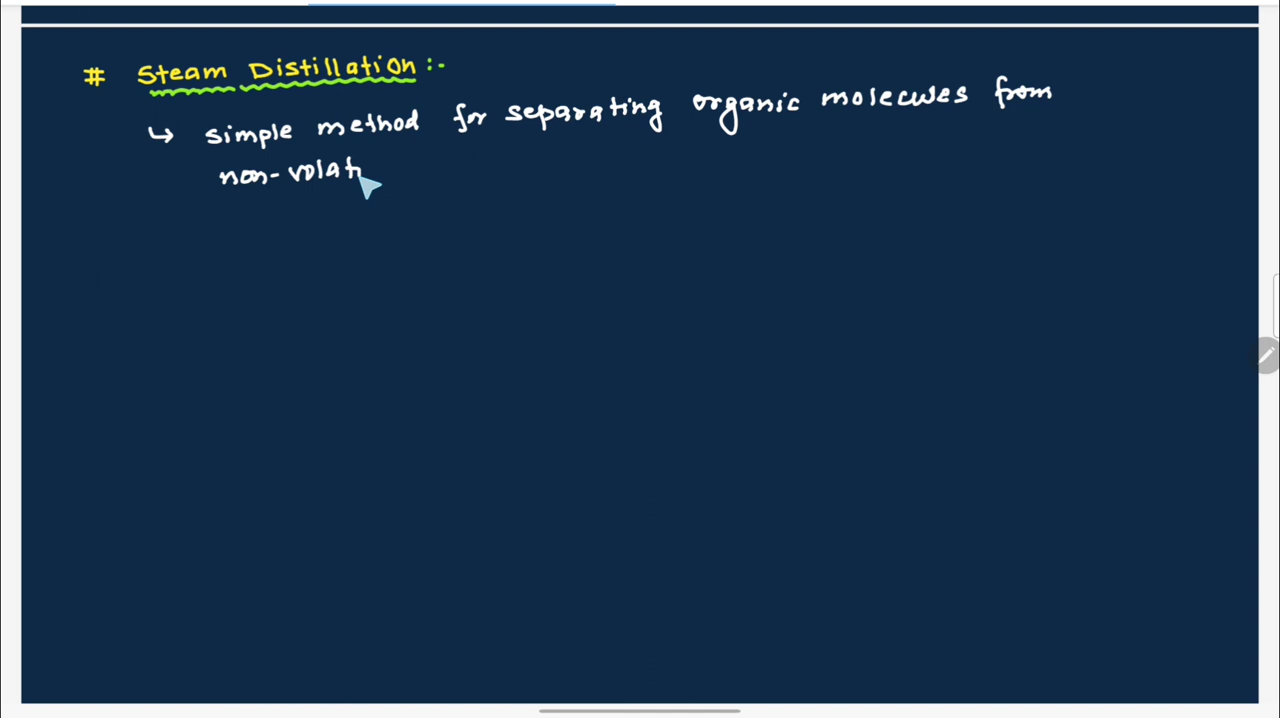 # Steam Distillation :-
↳ simple method for separating organic molecules from
non-volat